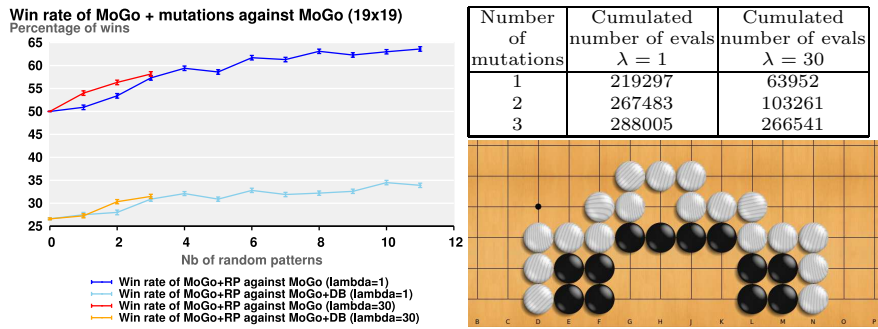 Win rate of MoGo + mutations against MoGo (19x19)
Percentage of wins
65
60
55
50
45
40
35
30
25
0 2 4 6 8 10 12
Nb of random patterns
Win rate of MoGo+RP against MoGo (lambda=1)
Win rate of MoGo+RP against MoGo+DB (lambda=1)
Win rate of MoGo+RP against MoGo (lambda=30)
Win rate of MoGo+RP against MoGo+DB (lambda=30)
Number Cumulated Cumulated
of number of evals number of evals
mutations λ = 1 λ = 30
1 219297 63952
2 267483 103261
3 288005 266541
B C D E F G H J K L M N O P